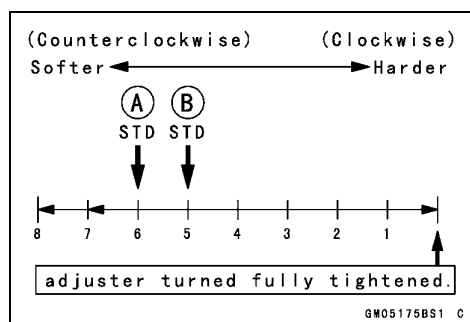 (Counterclockwise) (Clockwise)
Softer Harder
A B
STD STD
8 7 6 5 4 3 2 1
adjuster turned fully tightened.
GM05175BS1 C